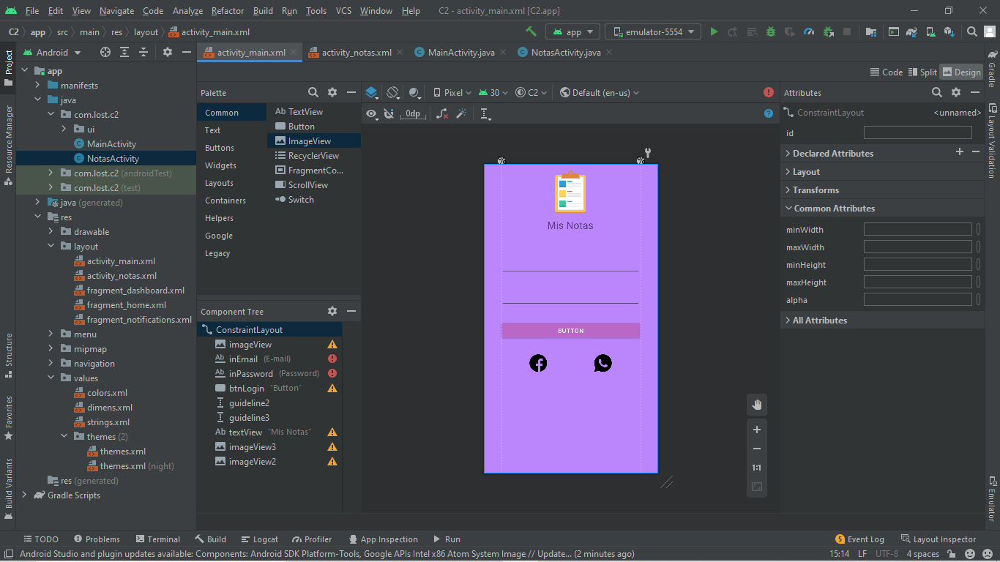 File Edit View Navigate Code Analyze Refactor Build Run Tools VCS Window Help C2 - activity_main.xml [C2.app]
C2 app src main res layout activity_main.xml
app
emulator-5554
Project
Resource Manager
Structure
Favorites
Build Variants
Android
app
manifests
java
com.lost.c2
ui
MainActivity
NotasActivity
com.lost.c2 (androidTest)
com.lost.c2 (test)
java (generated)
res
drawable
layout
activity_main.xml
activity_notas.xml
fragment_dashboard.xml
fragment_home.xml
fragment_notifications.xml
menu
mipmap
navigation
values
colors.xml
dimens.xml
strings.xml
themes (2)
themes.xml
themes.xml (night)
res (generated)
Gradle Scripts
activity_main.xml activity_notas.xml MainActivity.java NotasActivity.java
Code Split Design
Palette
Common
Text
Buttons
Widgets
Layouts
Containers
Helpers
Google
Legacy
Ab TextView
Button
ImageView
RecyclerView
FragmentCo...
ScrollView
Switch
Component Tree
ConstraintLayout
imageView
Ab inEmail (E-mail)
Ab inPassword (Password)
btnLogin "Button"
guideline2
guideline3
Ab textView "Mis Notas"
imageView3
imageView2
Pixel 30 C2 Default (en-us)
0dp
Mis Notas
BUTTON
1:1
Attributes
ConstraintLayout <unnamed>
id
Declared Attributes
Layout
Transforms
Common Attributes
minWidth
maxWidth
minHeight
maxHeight
alpha
All Attributes
Gradle
Layout Validation
Emulator
TODO Problems Terminal Build Logcat Profiler App Inspection Run 5 Event Log Layout Inspector
Android Studio and plugin updates available: Components: Android SDK Platform-Tools, Google APIs Intel x86 Atom System Image // Update... (2 minutes ago) 15:14 LF UTF-8 4 spaces